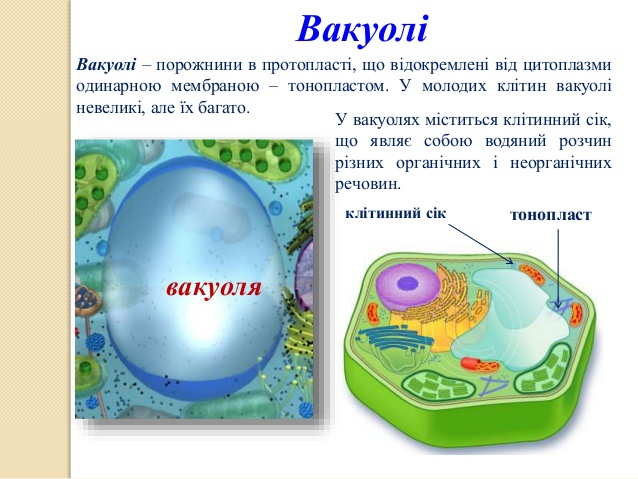 Вакуолі
Вакуолі – порожнини в протопласті, що відокремлені від цитоплазми
одинарною мембраною – тонопластом. У молодих клітин вакуолі
невеликі, але їх багато.
У вакуолях міститься клітинний сік,
що являє собою водяний розчин
різних органічних і неорганічних
речовин.
клітинний сік
тонопласт
вакуоля